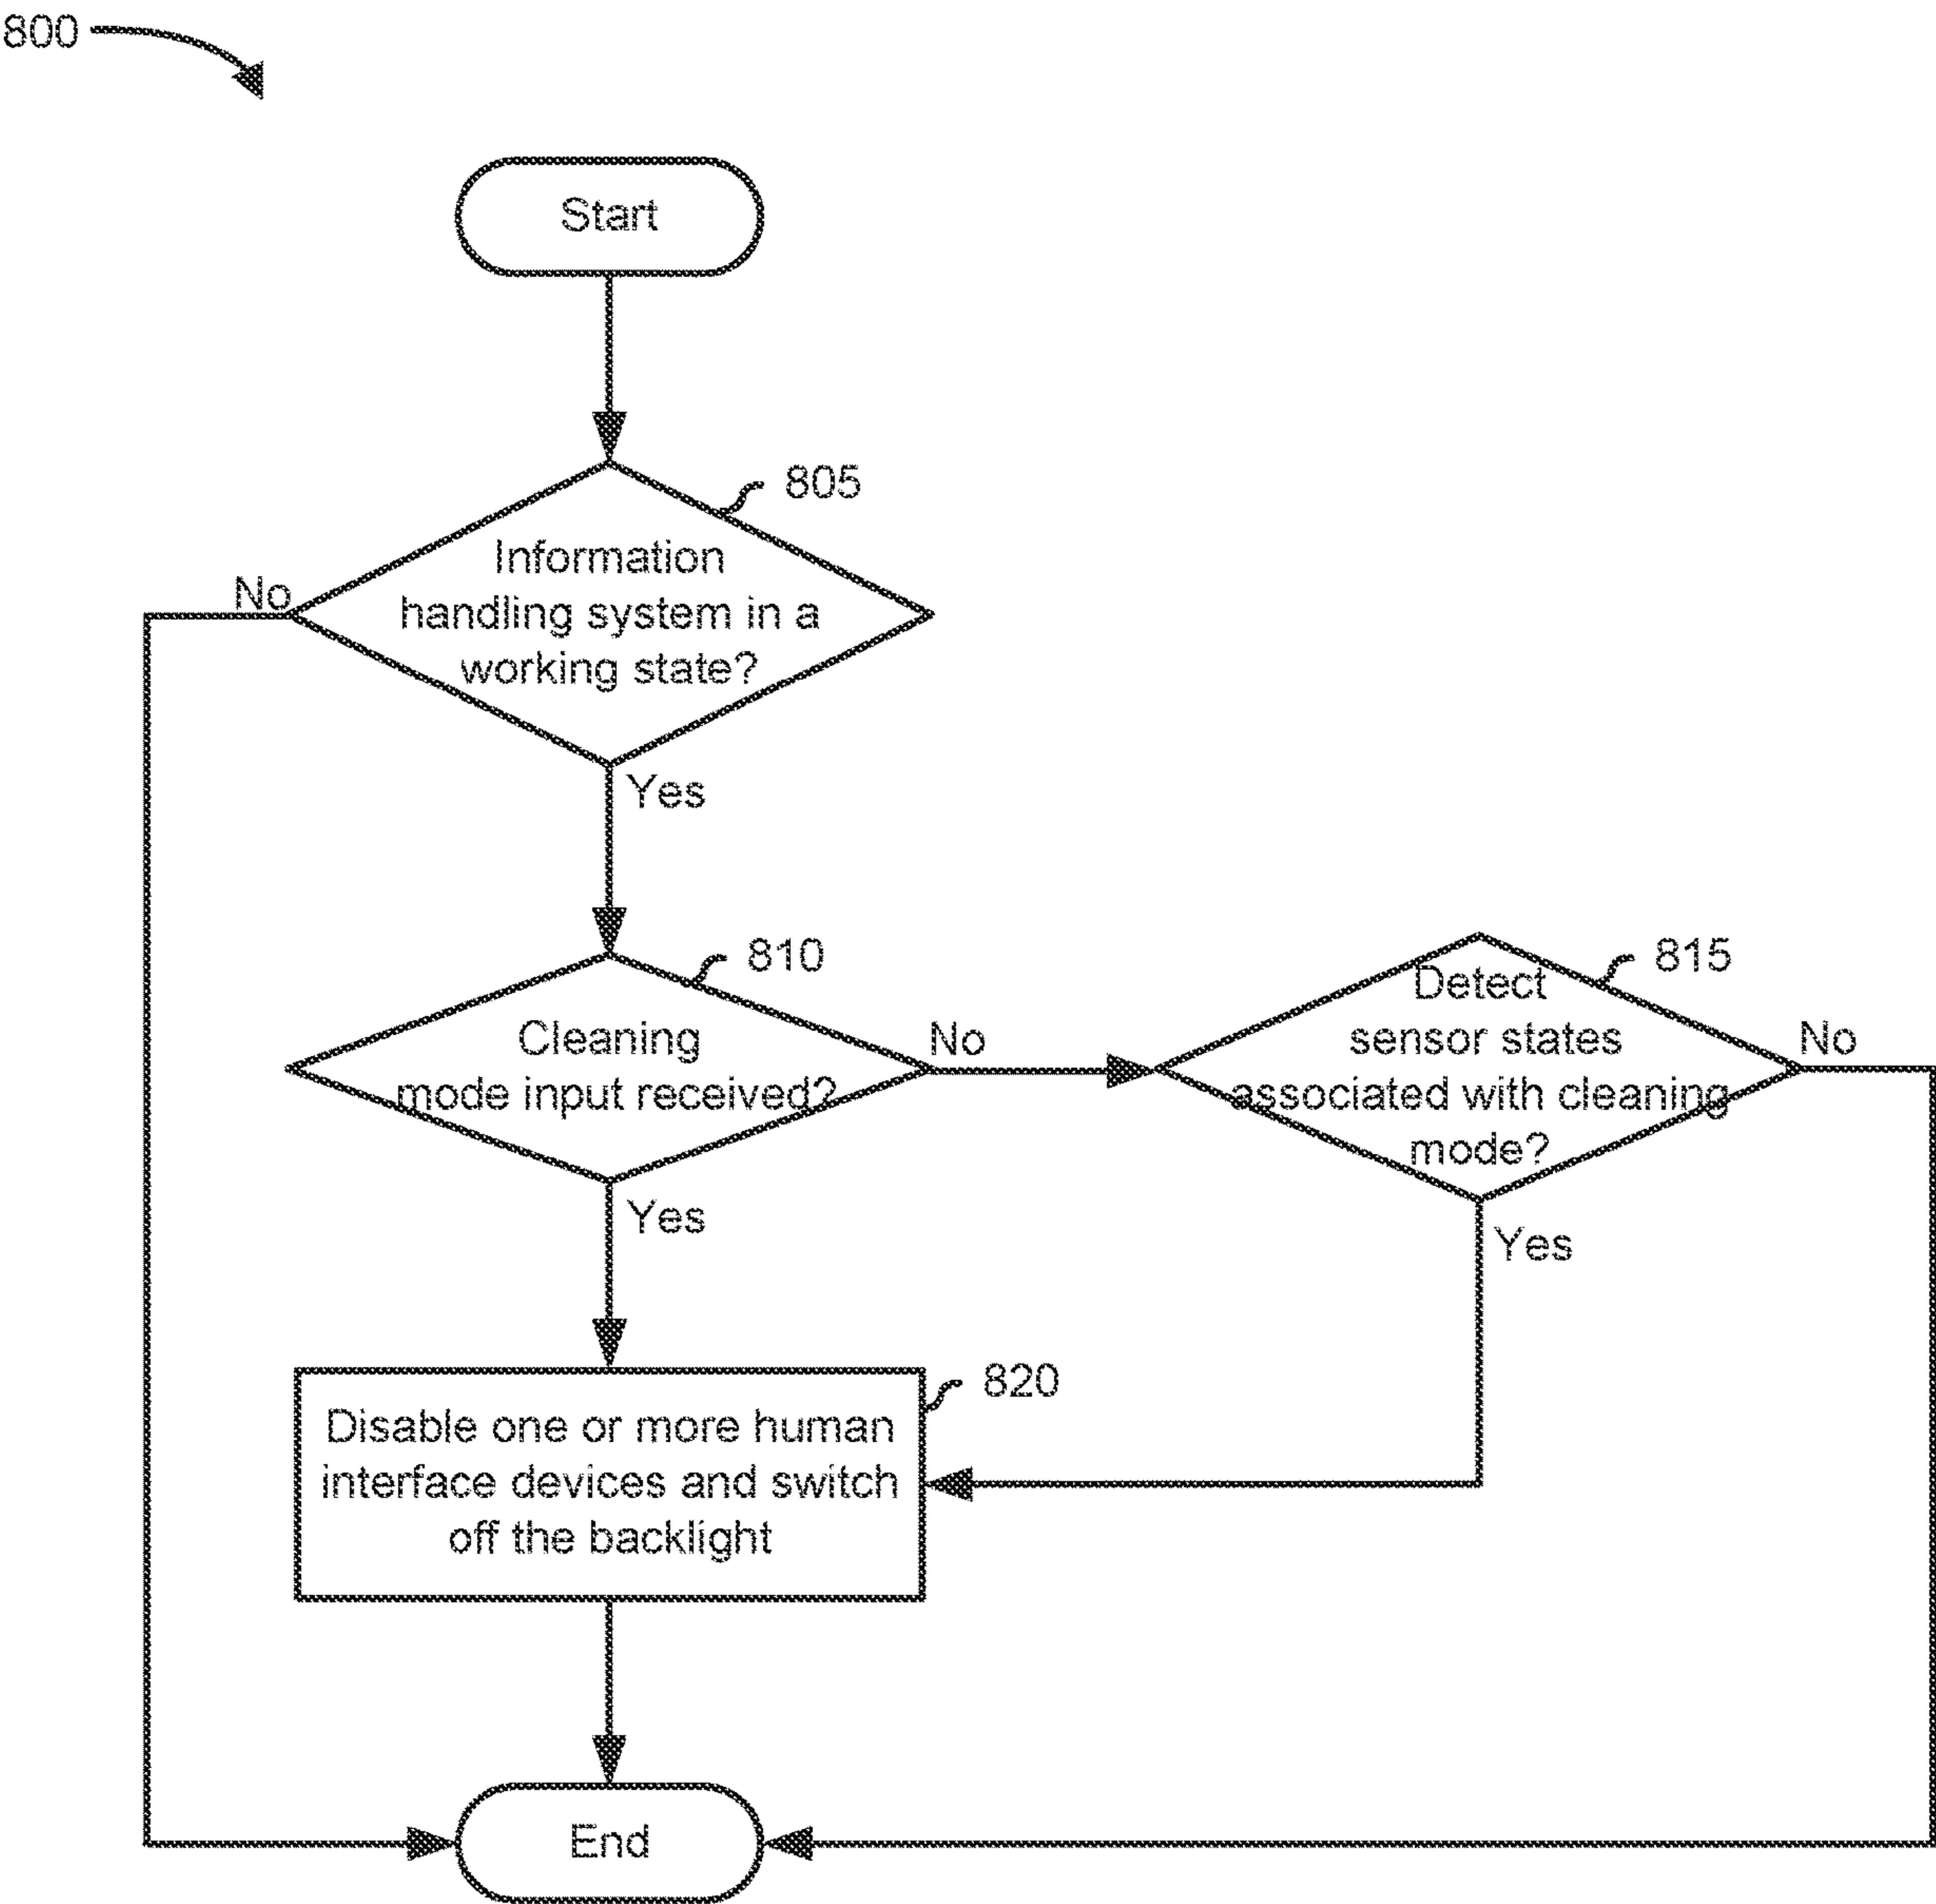 800
Start
805
Information
handling system in a
working state?
No
Yes
810
Cleaning
mode input received?
No
Yes
815
Detect
sensor states
associated with cleaning
mode?
No
Yes
820
Disable one or more human
interface devices and switch
off the backlight
End